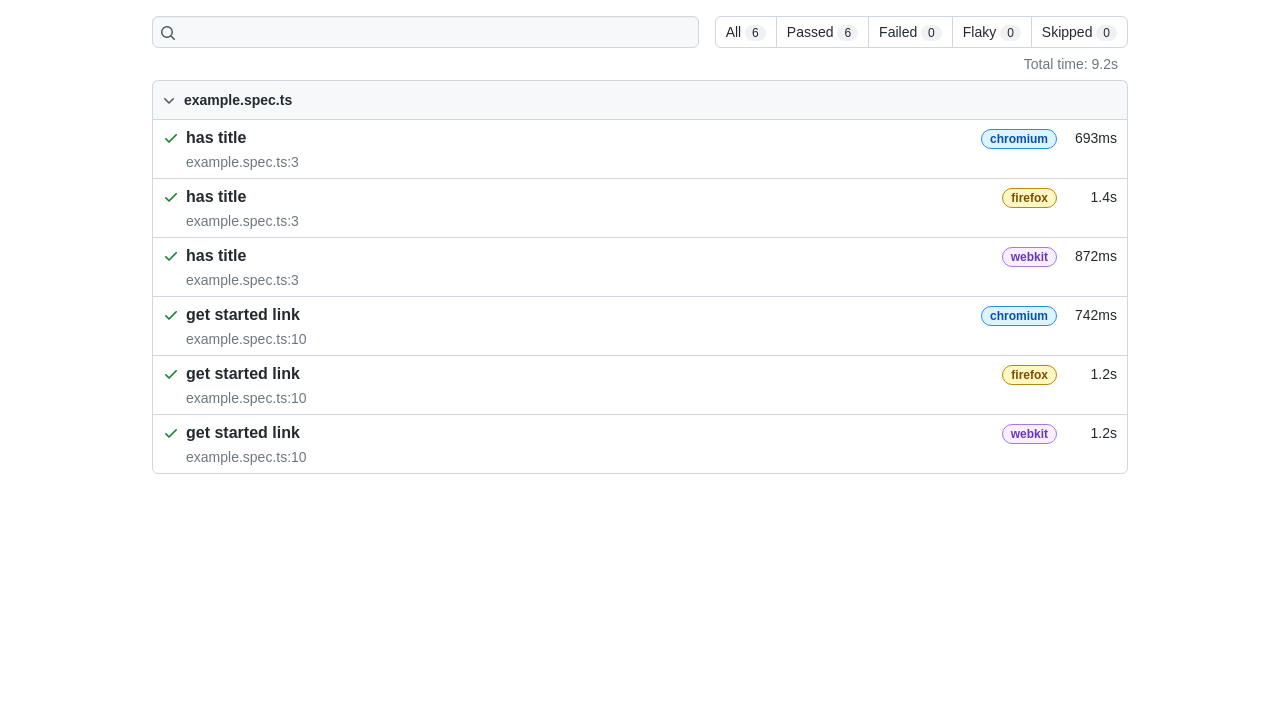 All 6 Passed 6 Failed 0 Flaky 0 Skipped 0
Total time: 9.2s
example.spec.ts
has title chromium 693ms
example.spec.ts:3
has title firefox 1.4s
example.spec.ts:3
has title webkit 872ms
example.spec.ts:3
get started link chromium 742ms
example.spec.ts:10
get started link firefox 1.2s
example.spec.ts:10
get started link webkit 1.2s
example.spec.ts:10